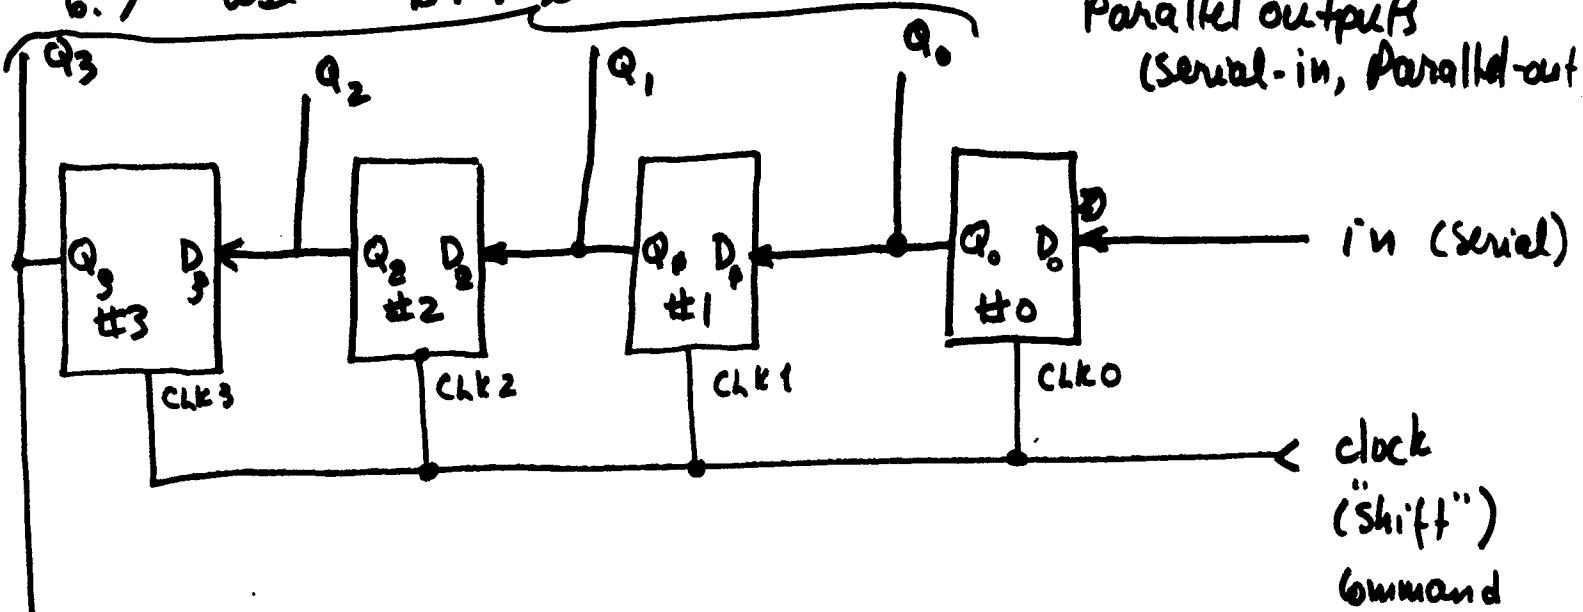 Parallel outputs
(serial-in, Parallel-out
Q3
Q2
Q1
Q0
Q3 D3
#3
Q2 D2
#2
Q1 D1
#1
Q0 D0
#0
in (serial)
CLK3
CLK2
CLK1
CLK0
clock
("shift")
command